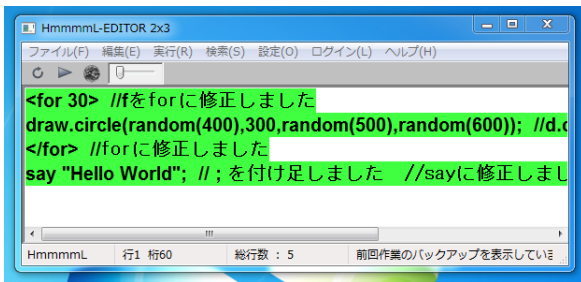 HmmmmL-EDITOR 2x3
ファイル(F) 編集(E) 実行(R) 検索(S) 設定(O) ログイン(L) ヘルプ(H)
<for 30> //fをforに修正しました
draw.circle(random(400),300,random(500),random(600)); //d.c
</for> //forに修正しました
say "Hello World"; // ; を付け足しました //sayに修正しまし
HmmmmL 行1 桁60 総行数 : 5 前回作業のバックアップを表示してい